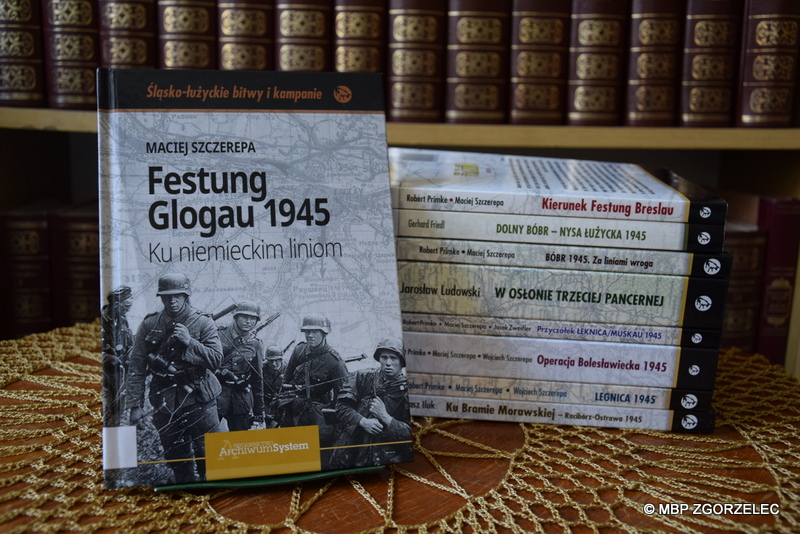 Śląsko-łużyckie bitwy i kampanie
MACIEJ SZCZEREPA
Festung
Glogau 1945
Ku niemieckim liniom
WYDAWNICTWO
ArchiwumSystem
Robert Primke • Maciej Szczerepa Kierunek Festung Breslau
Gerhard Friedl DOLNY BÓBR – NYSA ŁUŻYCKA 1945
Robert Primke • Maciej Szczerepa BÓBR 1945. Za liniami wroga
Jarosław Ludowski W OSŁONIE TRZECIEJ PANCERNEJ
Robert Primke • Maciej Szczerepa • Jacek Zweifler Przyczółek ŁĘKNICA/MUSKAU 1945
Primke • Maciej Szczerepa • Wojciech Szczerepa Operacja Bolesławiecka 1945
Robert Primke • Maciej Szczerepa • Wojciech Szczerepa LEGNICA 1945
Iluk Ku Bramie Morawskiej – Racibórz-Ostrawa 1945
© MBP ZGORZELEC